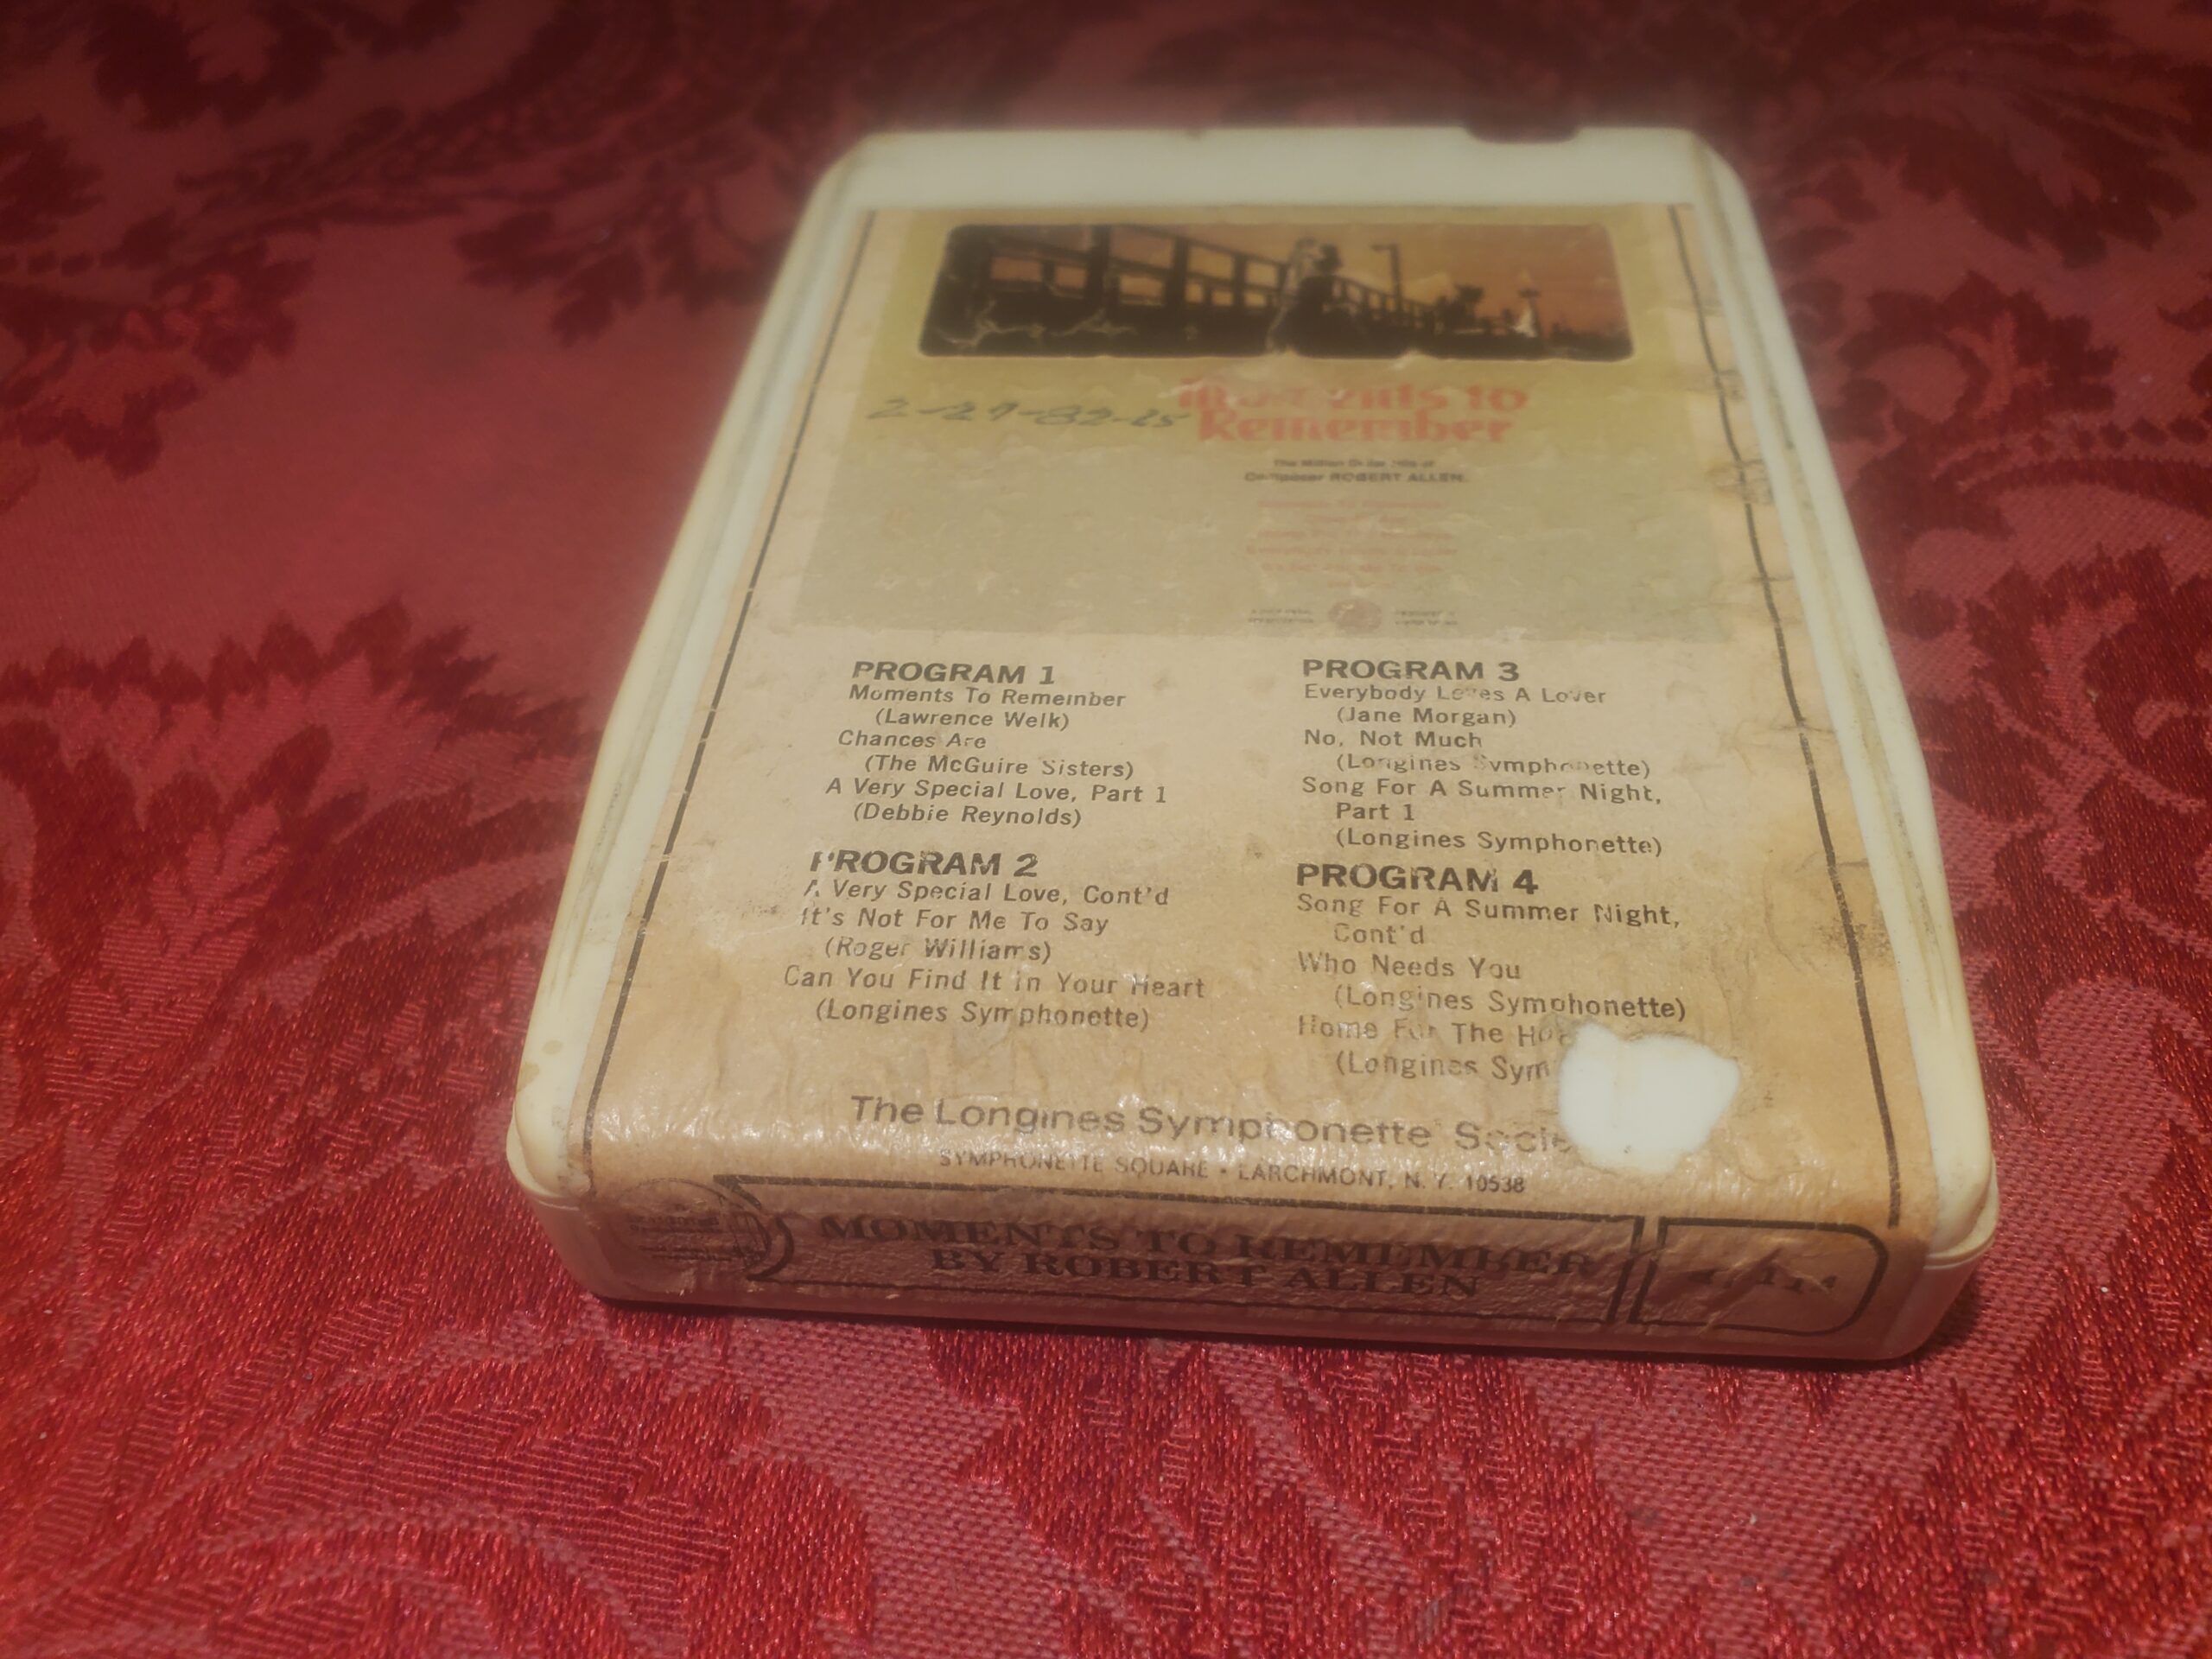 2-27-82-15
Moments to
Remember
The Million Dollar Hits of
Composer ROBERT ALLEN
PROGRAM 1
Moments To Remember
(Lawrence Welk)
Chances Are
(The McGuire Sisters)
A Very Special Love, Part 1
(Debbie Reynolds)
PROGRAM 2
A Very Special Love, Cont'd
It's Not For Me To Say
(Roger Williams)
Can You Find It in Your Heart
(Longines Symphonette)
PROGRAM 3
Everybody Loves A Lover
(Jane Morgan)
No, Not Much
(Longines Symphonette)
Song For A Summer Night,
Part 1
(Longines Symphonette)
PROGRAM 4
Song For A Summer Night,
Cont'd
Who Needs You
(Longines Symphonette)
Home For The Ho
(Longines Sym
The Longines Symphonette Socie
SYMPHONETTE SQUARE • LARCHMONT, N. Y. 10538
MOMENTS TO REMEMBER
BY ROBERT ALLEN